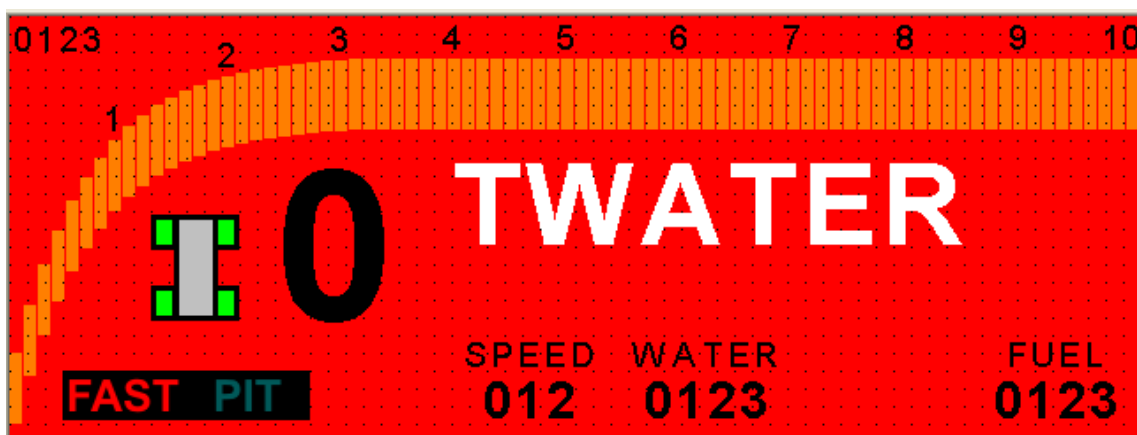 0123 1 2 3 4 5 6 7 8 9 10
0 TWATER
SPEED WATER FUEL
FAST PIT 012 0123 0123